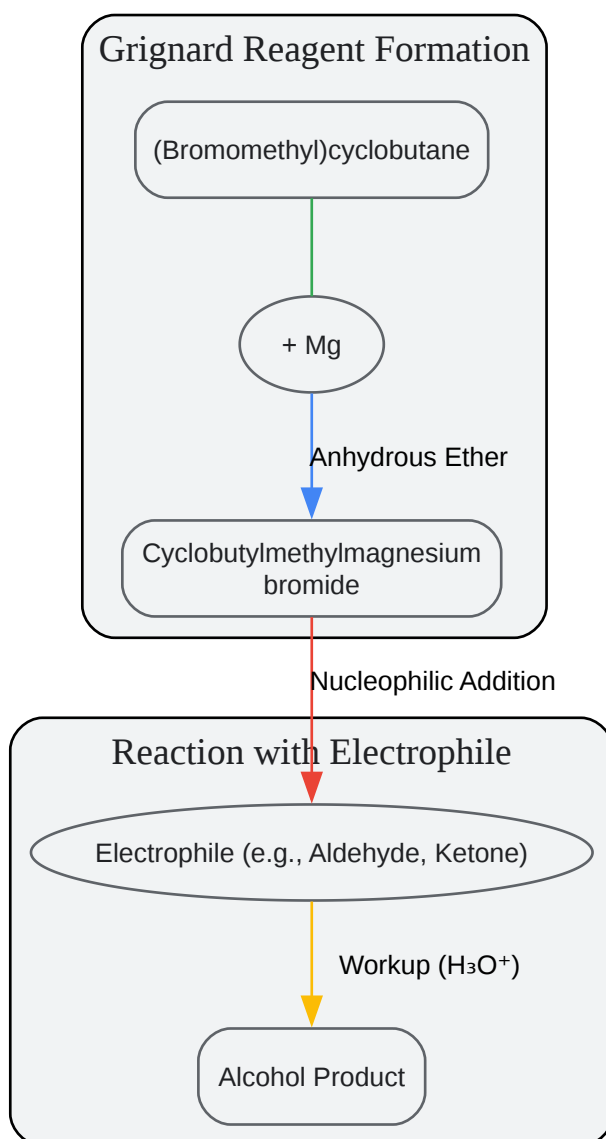 Grignard Reagent Formation
(Bromomethyl)cyclobutane
+ Mg
Anhydrous Ether
Cyclobutylmethylmagnesium
bromide
Nucleophilic Addition
Reaction with Electrophile
Electrophile (e.g., Aldehyde, Ketone)
Workup (H₃O⁺)
Alcohol Product